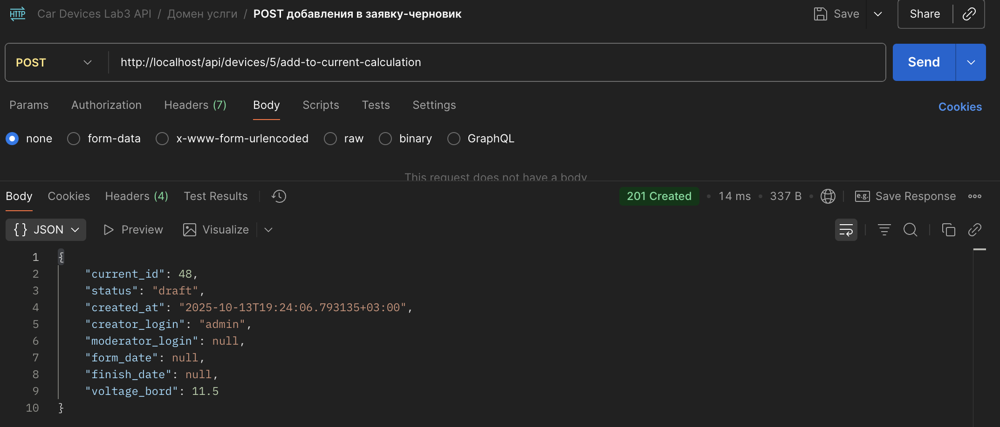 HTTP Car Devices Lab3 API / Домен услги / POST добавления в заявку-черновик Save Share
POST http://localhost/api/devices/5/add-to-current-calculation Send
Params Authorization Headers (7) Body Scripts Tests Settings Cookies
none form-data x-www-form-urlencoded raw binary GraphQL
This request does not have a body
Body Cookies Headers (4) Test Results 201 Created • 14 ms • 337 B • e.g. Save Response
{} JSON Preview Visualize
1 {
2 "current_id": 48,
3 "status": "draft",
4 "created_at": "2025-10-13T19:24:06.793135+03:00",
5 "creator_login": "admin",
6 "moderator_login": null,
7 "form_date": null,
8 "finish_date": null,
9 "voltage_bord": 11.5
10 }